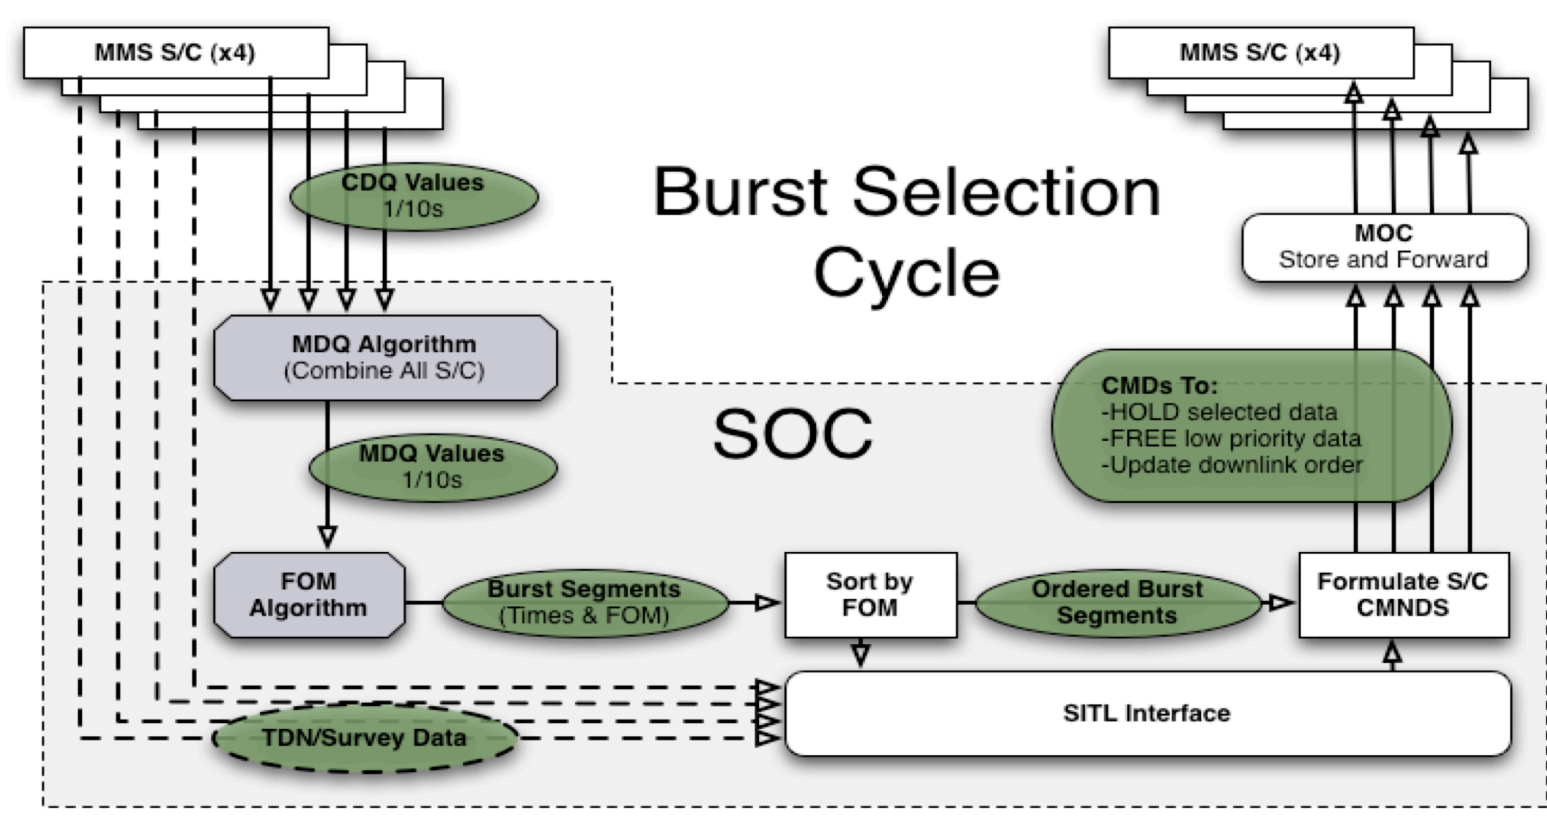 MMS S/C (x4)
MMS S/C (x4)
CDQ Values
1/10s
Burst Selection
Cycle
MOC
Store and Forward
MDQ Algorithm
(Combine All S/C)
SOC
CMDs To:
-HOLD selected data
-FREE low priority data
-Update downlink order
MDQ Values
1/10s
FOM
Algorithm
Burst Segments
(Times & FOM)
Sort by
FOM
Ordered Burst
Segments
Formulate S/C
CMNDS
SITL Interface
TDN/Survey Data